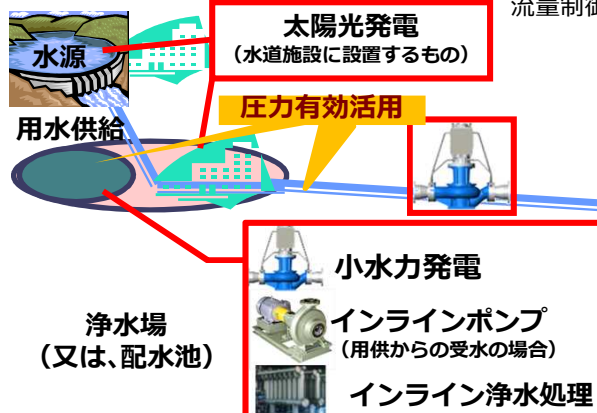 流量制御
太陽光発電
（水道施設に設置するもの）
水源
圧力有効活用
用水供給
小水力発電
浄水場
（又は、配水池）
インラインポンプ
（用供からの受水の場合）
インライン浄水処理